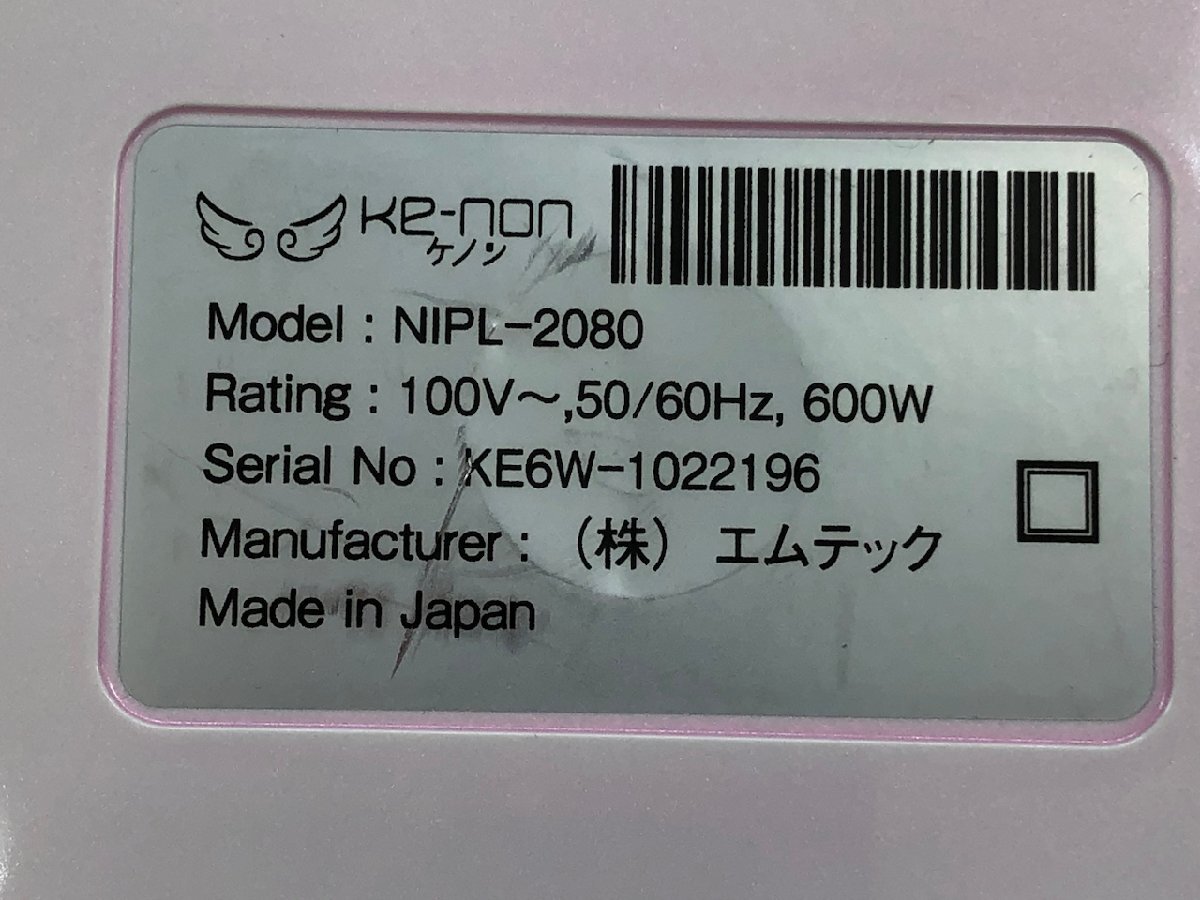 ke-non
ケノン
Model : NIPL-2080
Rating : 100V～,50/60Hz, 600W
Serial No : KE6W-1022196
Manufacturer : （株） エムテック
Made in Japan